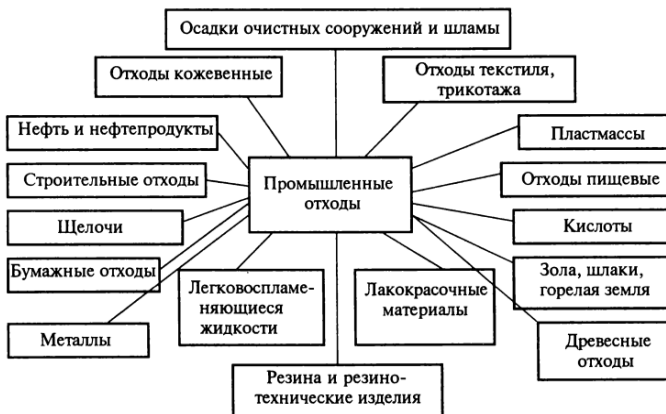 Осадки очистных сооружений и шламы
Отходы кожевенные
Отходы текстиля,
трикотажа
Нефть и нефтепродукты
Пластмассы
Строительные отходы
Промышленные
отходы
Отходы пищевые
Щелочи
Кислоты
Бумажные отходы
Легковоспламе-
няющиеся
жидкости
Лакокрасочные
материалы
Зола, шлаки,
горелая земля
Металлы
Древесные
отходы
Резина и резино-
технические изделия